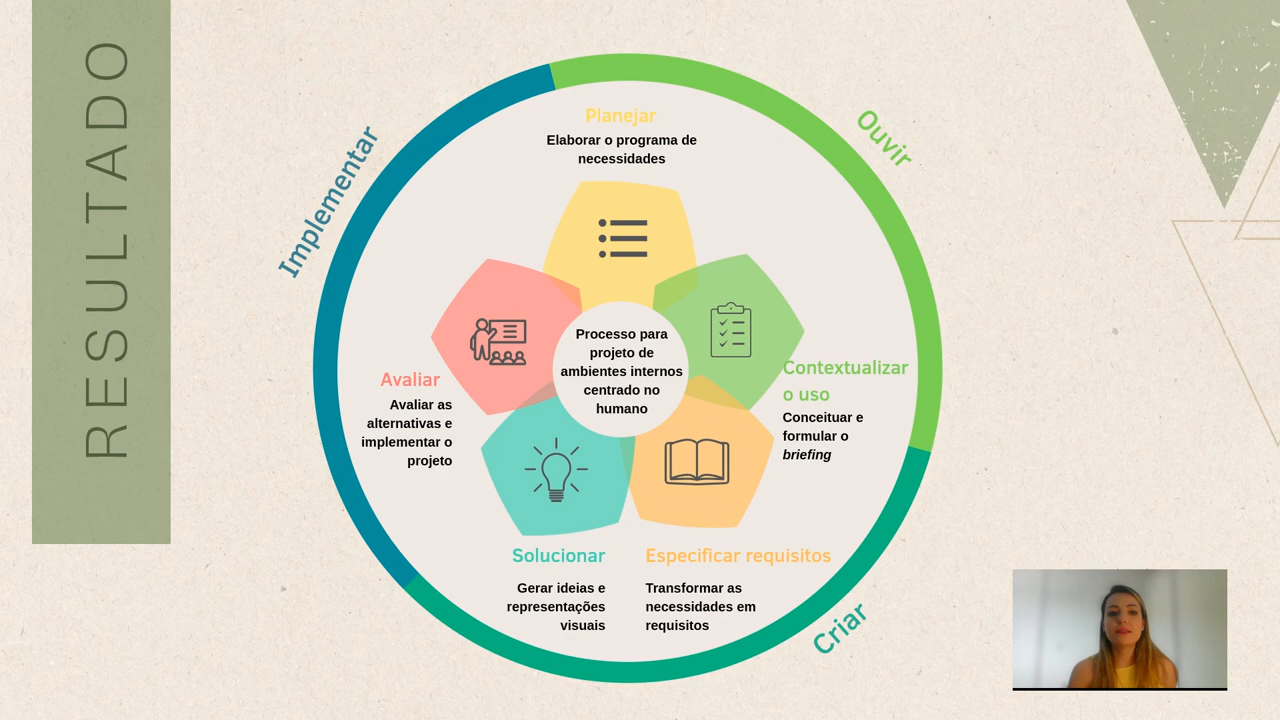 RESULTADO
Implementar
Ouvir
Criar
Planejar
Elaborar o programa de
necessidades
Contextualizar
o uso
Conceituar e
formular o
briefing
Especificar requisitos
Transformar as
necessidades em
requisitos
Solucionar
Gerar ideias e
representações
visuais
Avaliar
Avaliar as
alternativas e
implementar o
projeto
Processo para
projeto de
ambientes internos
centrado no
humano